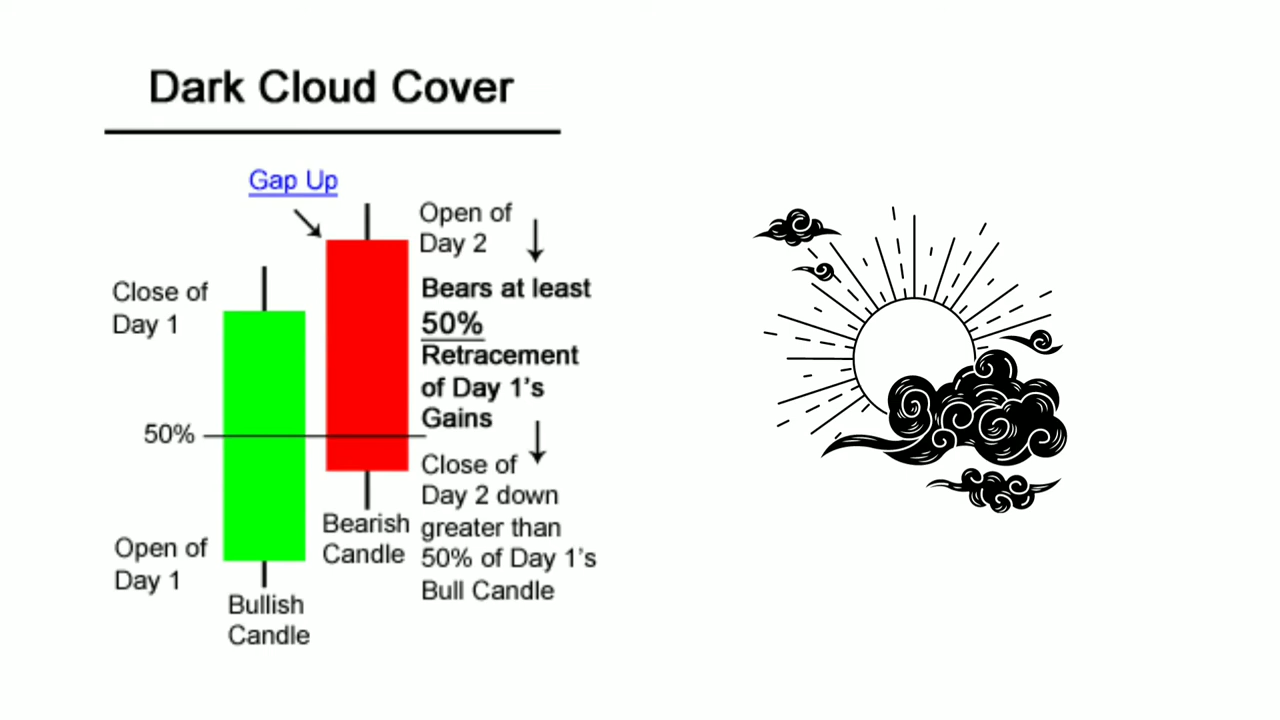 Dark Cloud Cover
Gap Up
Open of
Day 2
Close of
Day 1
Bears at least
50%
Retracement
of Day 1's
Gains
50%
Close of
Day 2 down
greater than
50% of Day 1's
Bull Candle
Bearish
Candle
Open of
Day 1
Bullish
Candle